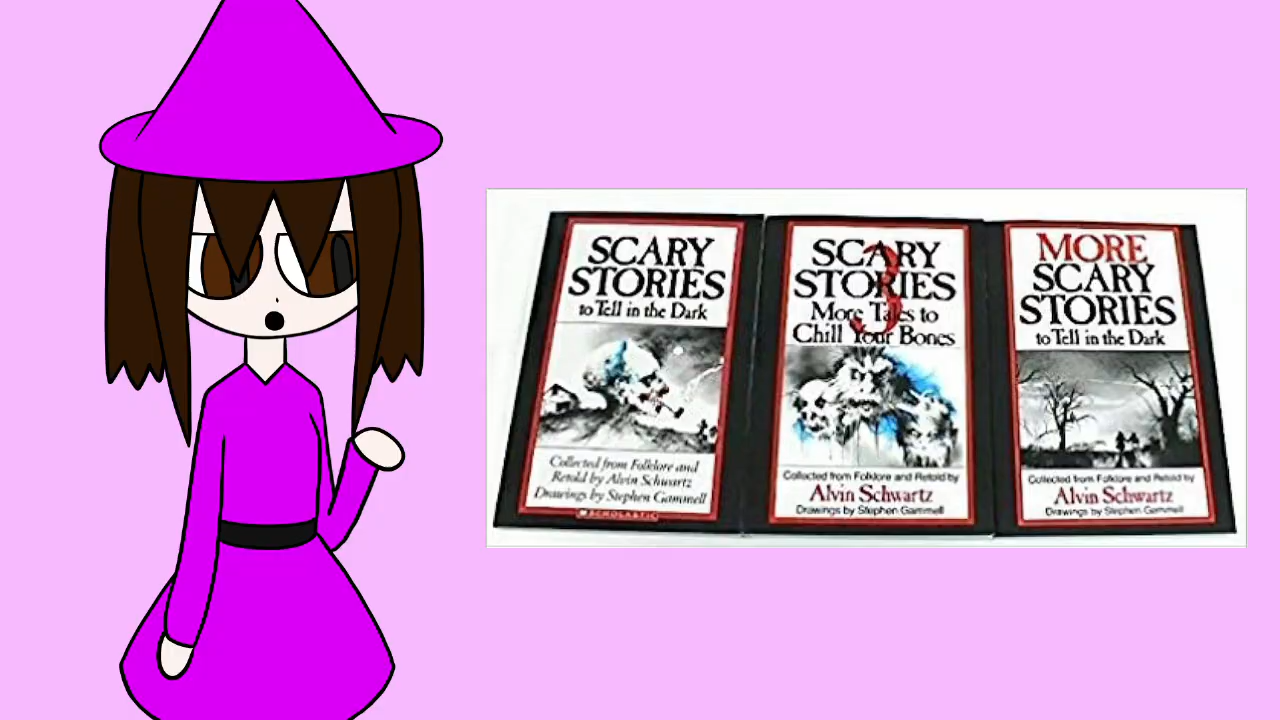 SCARY
STORIES
to Tell in the Dark
Collected from Folklore and
Retold by Alvin Schwartz
Drawings by Stephen Gammell
SCHOLASTIC
SCARY
STORIES
3
More Tales to
Chill Your Bones
Collected from Folklore and Retold by
Alvin Schwartz
Drawings by Stephen Gammell
MORE
SCARY
STORIES
to Tell in the Dark
Collected from Folklore and Retold by
Alvin Schwartz
Drawings by Stephen Gammell